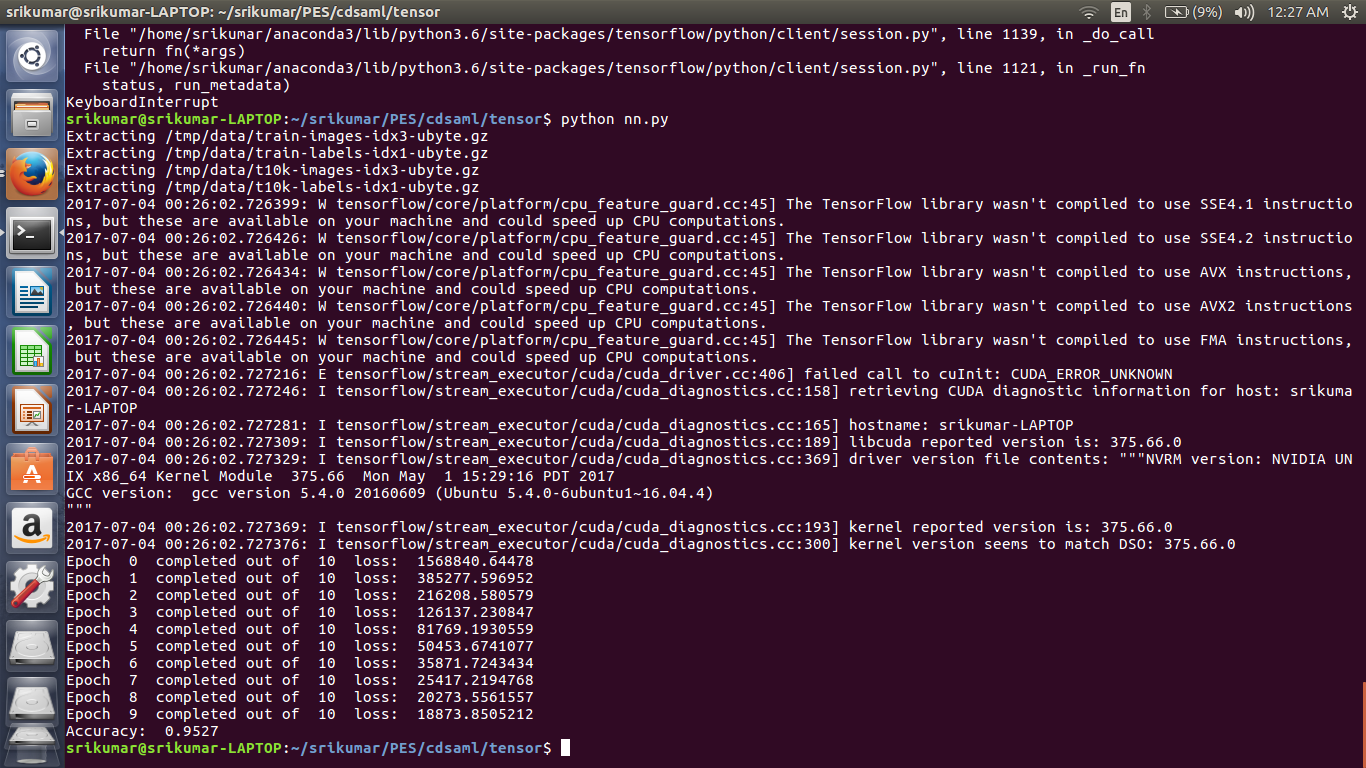 srikumar@srikumar-LAPTOP: ~/srikumar/PES/cdsaml/tensor
En
(9%)
12:27 AM
  File "/home/srikumar/anaconda3/lib/python3.6/site-packages/tensorflow/python/client/session.py", line 1139, in _do_call
    return fn(*args)
  File "/home/srikumar/anaconda3/lib/python3.6/site-packages/tensorflow/python/client/session.py", line 1121, in _run_fn
    status, run_metadata)
KeyboardInterrupt
srikumar@srikumar-LAPTOP:~/srikumar/PES/cdsaml/tensor$ python nn.py
Extracting /tmp/data/train-images-idx3-ubyte.gz
Extracting /tmp/data/train-labels-idx1-ubyte.gz
Extracting /tmp/data/t10k-images-idx3-ubyte.gz
Extracting /tmp/data/t10k-labels-idx1-ubyte.gz
2017-07-04 00:26:02.726399: W tensorflow/core/platform/cpu_feature_guard.cc:45] The TensorFlow library wasn't compiled to use SSE4.1 instructio
ns, but these are available on your machine and could speed up CPU computations.
2017-07-04 00:26:02.726426: W tensorflow/core/platform/cpu_feature_guard.cc:45] The TensorFlow library wasn't compiled to use SSE4.2 instructio
ns, but these are available on your machine and could speed up CPU computations.
2017-07-04 00:26:02.726434: W tensorflow/core/platform/cpu_feature_guard.cc:45] The TensorFlow library wasn't compiled to use AVX instructions,
 but these are available on your machine and could speed up CPU computations.
2017-07-04 00:26:02.726440: W tensorflow/core/platform/cpu_feature_guard.cc:45] The TensorFlow library wasn't compiled to use AVX2 instructions
, but these are available on your machine and could speed up CPU computations.
2017-07-04 00:26:02.726445: W tensorflow/core/platform/cpu_feature_guard.cc:45] The TensorFlow library wasn't compiled to use FMA instructions,
 but these are available on your machine and could speed up CPU computations.
2017-07-04 00:26:02.727216: E tensorflow/stream_executor/cuda/cuda_driver.cc:406] failed call to cuInit: CUDA_ERROR_UNKNOWN
2017-07-04 00:26:02.727246: I tensorflow/stream_executor/cuda/cuda_diagnostics.cc:158] retrieving CUDA diagnostic information for host: srikuma
r-LAPTOP
2017-07-04 00:26:02.727281: I tensorflow/stream_executor/cuda/cuda_diagnostics.cc:165] hostname: srikumar-LAPTOP
2017-07-04 00:26:02.727309: I tensorflow/stream_executor/cuda/cuda_diagnostics.cc:189] libcuda reported version is: 375.66.0
2017-07-04 00:26:02.727329: I tensorflow/stream_executor/cuda/cuda_diagnostics.cc:369] driver version file contents: """NVRM version: NVIDIA UN
IX x86_64 Kernel Module  375.66  Mon May  1 15:29:16 PDT 2017
GCC version:  gcc version 5.4.0 20160609 (Ubuntu 5.4.0-6ubuntu1~16.04.4)
"""
2017-07-04 00:26:02.727369: I tensorflow/stream_executor/cuda/cuda_diagnostics.cc:193] kernel reported version is: 375.66.0
2017-07-04 00:26:02.727376: I tensorflow/stream_executor/cuda/cuda_diagnostics.cc:300] kernel version seems to match DSO: 375.66.0
Epoch  0  completed out of  10  loss:  1568840.64478
Epoch  1  completed out of  10  loss:  385277.596952
Epoch  2  completed out of  10  loss:  216208.580579
Epoch  3  completed out of  10  loss:  126137.230847
Epoch  4  completed out of  10  loss:  81769.1930559
Epoch  5  completed out of  10  loss:  50453.6741077
Epoch  6  completed out of  10  loss:  35871.7243434
Epoch  7  completed out of  10  loss:  25417.2194768
Epoch  8  completed out of  10  loss:  20273.5561557
Epoch  9  completed out of  10  loss:  18873.8505212
Accuracy:  0.9527
srikumar@srikumar-LAPTOP:~/srikumar/PES/cdsaml/tensor$